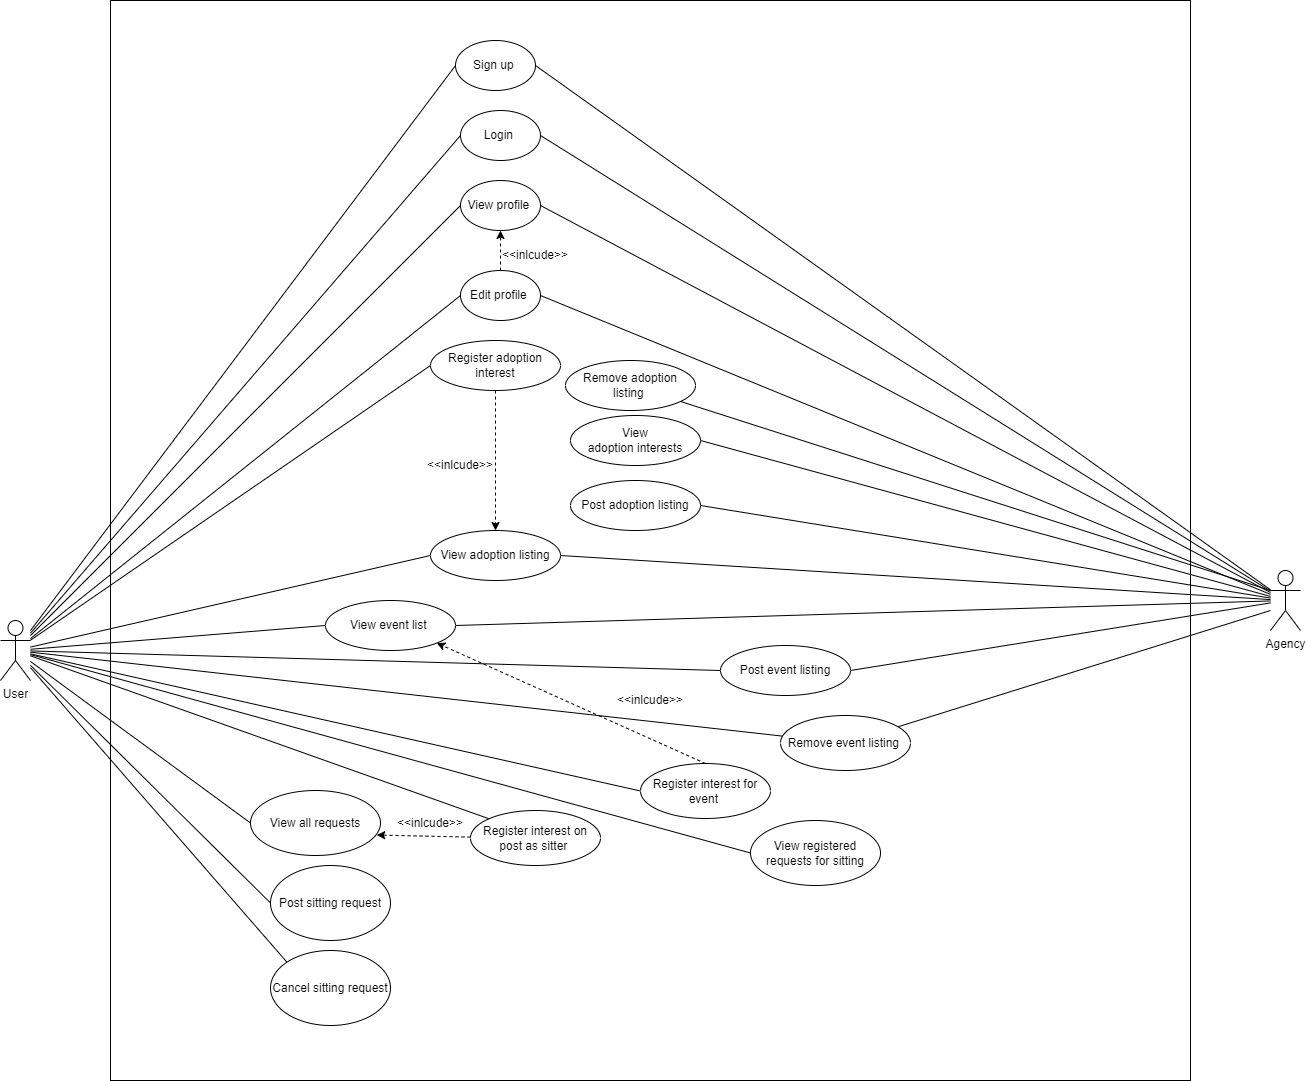 Sign up
Login
View profile
<<inlcude>>
Edit profile
Register adoption
interest
Remove adoption
listing
View
adoption interests
<<inlcude>>
Post adoption listing
View adoption listing
View event list
Agency
Post event listing
User
<<inlcude>>
Remove event listing
Register interest for
event
View all requests
<<inlcude>>
Register interest on
post as sitter
View registered
requests for sitting
Post sitting request
Cancel sitting request